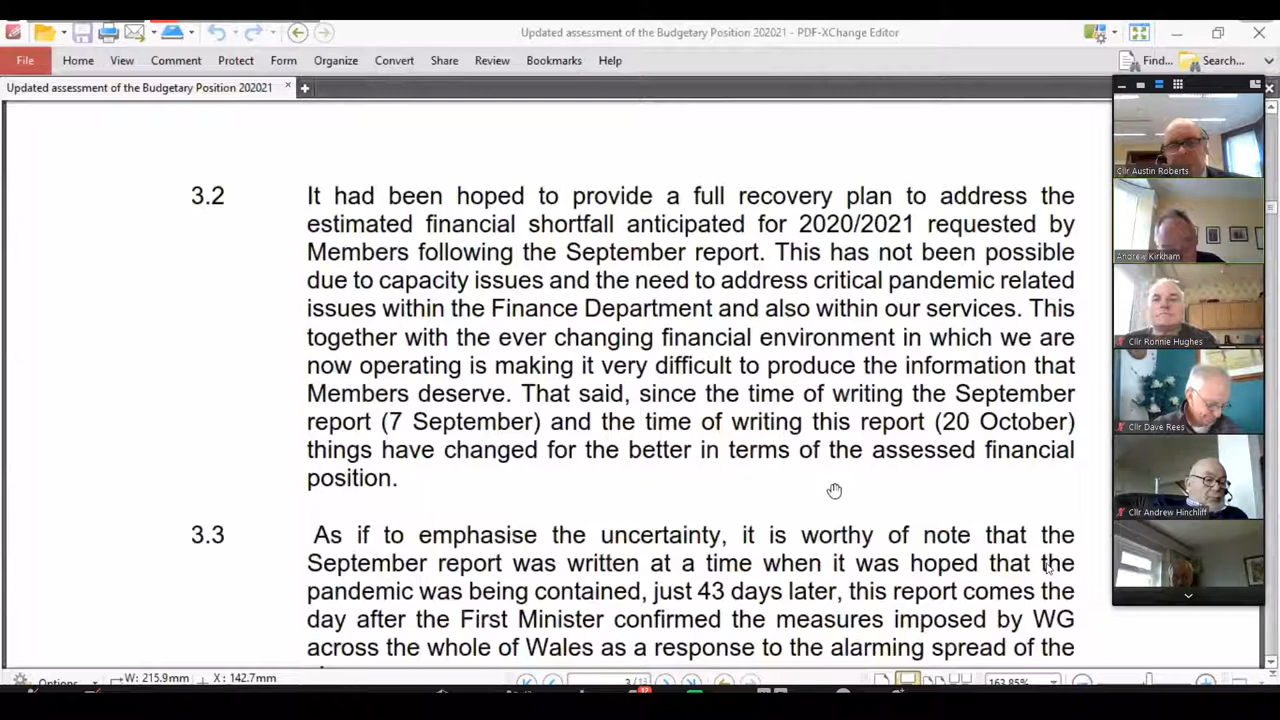 Updated assessment of the Budgetary Position 202021 - PDF-XChange Editor
File Home View Comment Protect Form Organize Convert Share Review Bookmarks Help
Find... Search...
Updated assessment of the Budgetary Position 202021
3.2 It had been hoped to provide a full recovery plan to address the
estimated financial shortfall anticipated for 2020/2021 requested by
Members following the September report. This has not been possible
due to capacity issues and the need to address critical pandemic related
issues within the Finance Department and also within our services. This
together with the ever changing financial environment in which we are
now operating is making it very difficult to produce the information that
Members deserve. That said, since the time of writing the September
report (7 September) and the time of writing this report (20 October)
things have changed for the better in terms of the assessed financial
position.
3.3 As if to emphasise the uncertainty, it is worthy of note that the
September report was written at a time when it was hoped that the
pandemic was being contained, just 43 days later, this report comes the
day after the First Minister confirmed the measures imposed by WG
across the whole of Wales as a response to the alarming spread of the
Cllr Austin Roberts
Andrew Kirkham
Cllr Ronnie Hughes
Cllr Dave Rees
Cllr Andrew Hinchliff
Options W: 215.9mm X: 142.7mm 3 /13 163.85%